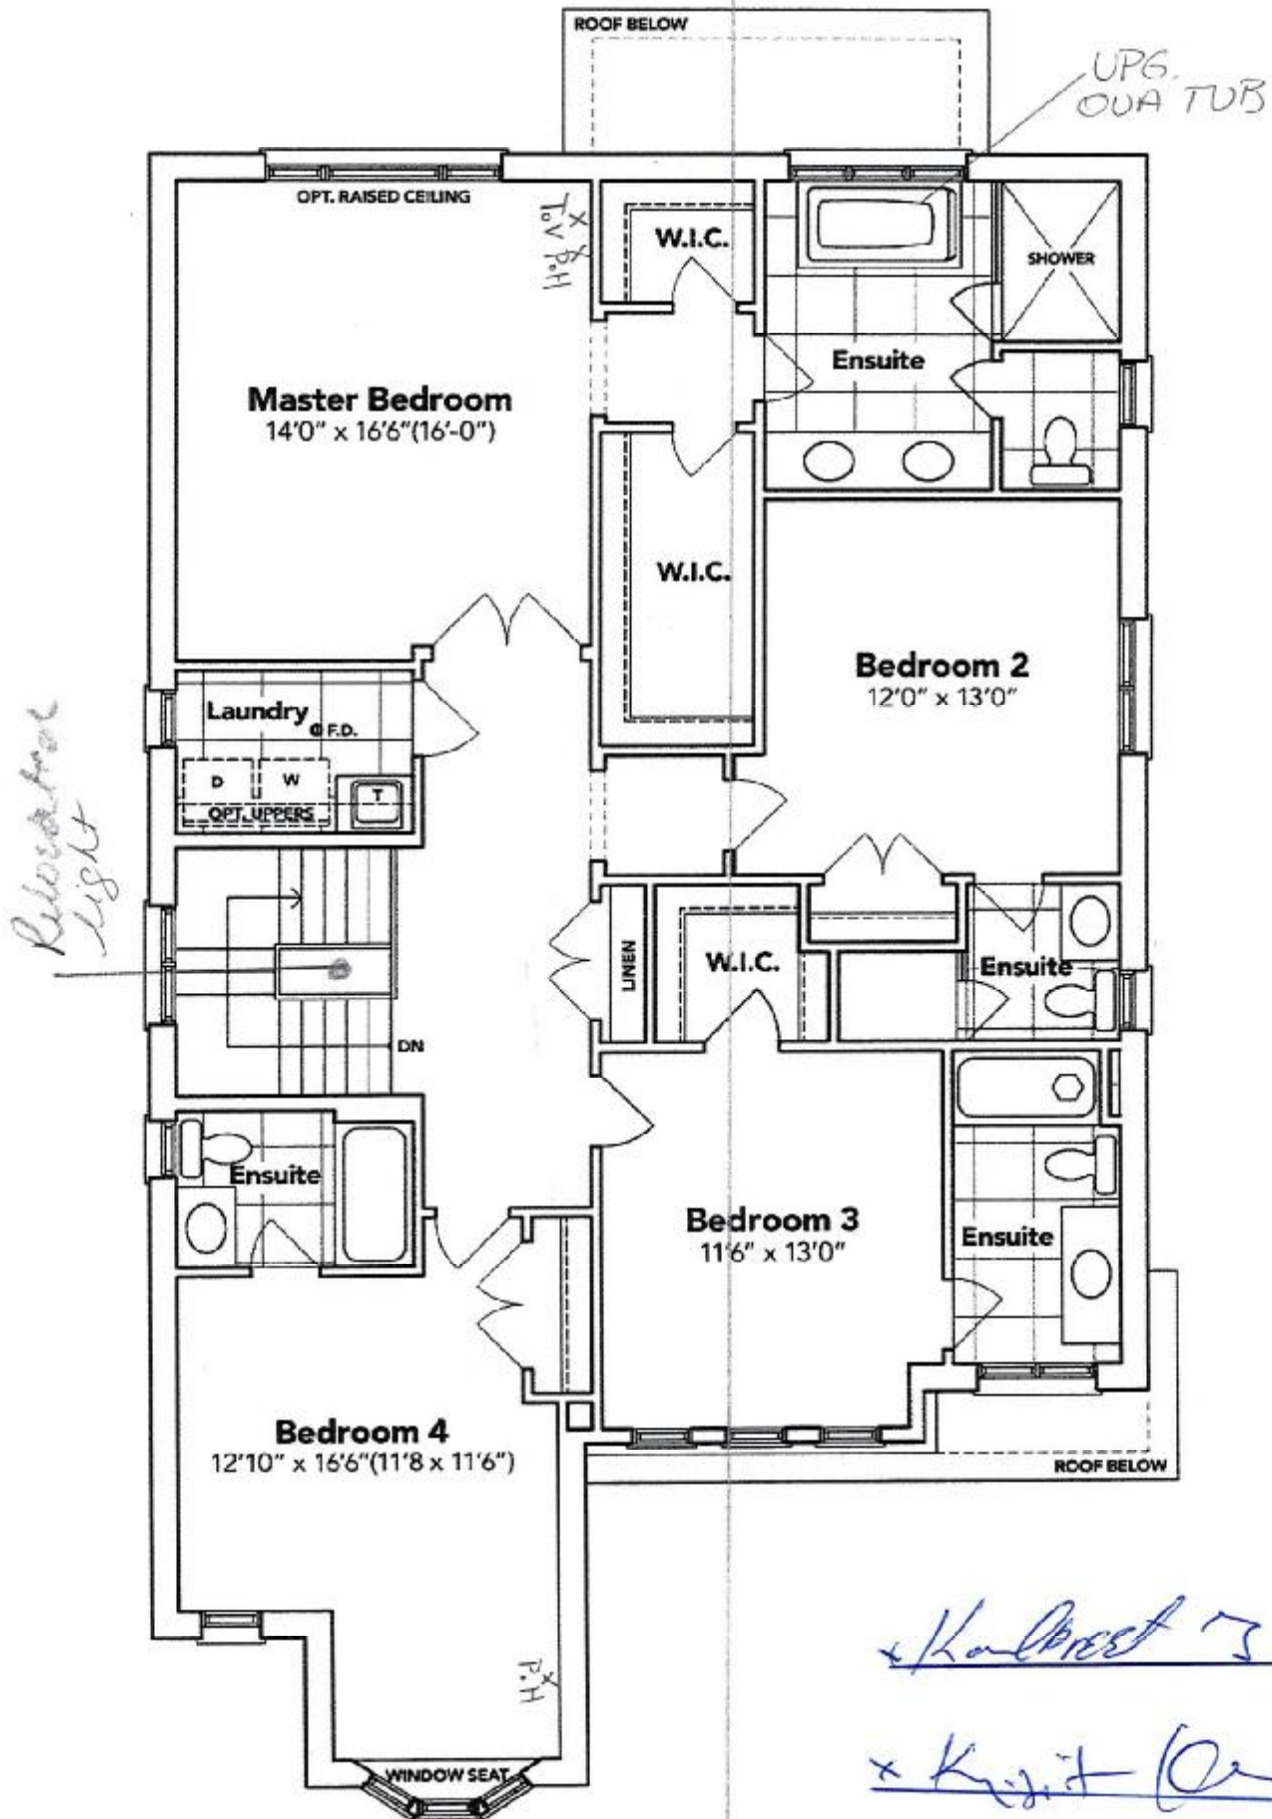 ROOF BELOW
UPG.
OVA TUB
OPT. RAISED CEILING
T.V P.H
W.I.C.
SHOWER
Ensuite
Master Bedroom
14'0" x 16'6"(16'-0")
W.I.C.
Bedroom 2
12'0" x 13'0"
Laundry
F.D.
D
W
T
OPT. UPPERS
light
LINEN
W.I.C.
Ensuite
DN
Ensuite
Bedroom 3
11'6" x 13'0"
Ensuite
Bedroom 4
12'10" x 16'6"(11'8 x 11'6")
ROOF BELOW
P.H
WINDOW SEAT